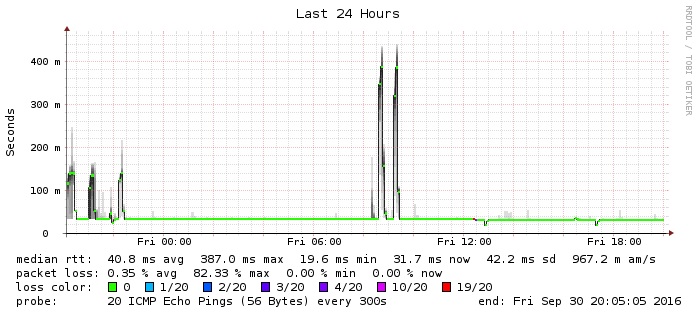 Last 24 Hours
RRDTOOL / TOBI OETIKER
Seconds
400 m
300 m
200 m
100 m
0
Fri 00:00 Fri 06:00 Fri 12:00 Fri 18:00
median rtt: 40.8 ms avg 387.0 ms max 19.6 ms min 31.7 ms now 42.2 ms sd 967.2 m am/s
packet loss: 0.35 % avg 82.33 % max 0.00 % min 0.00 % now
loss color: 0 1/20 2/20 3/20 4/20 10/20 19/20
probe: 20 ICMP Echo Pings (56 Bytes) every 300s end: Fri Sep 30 20:05:05 2016